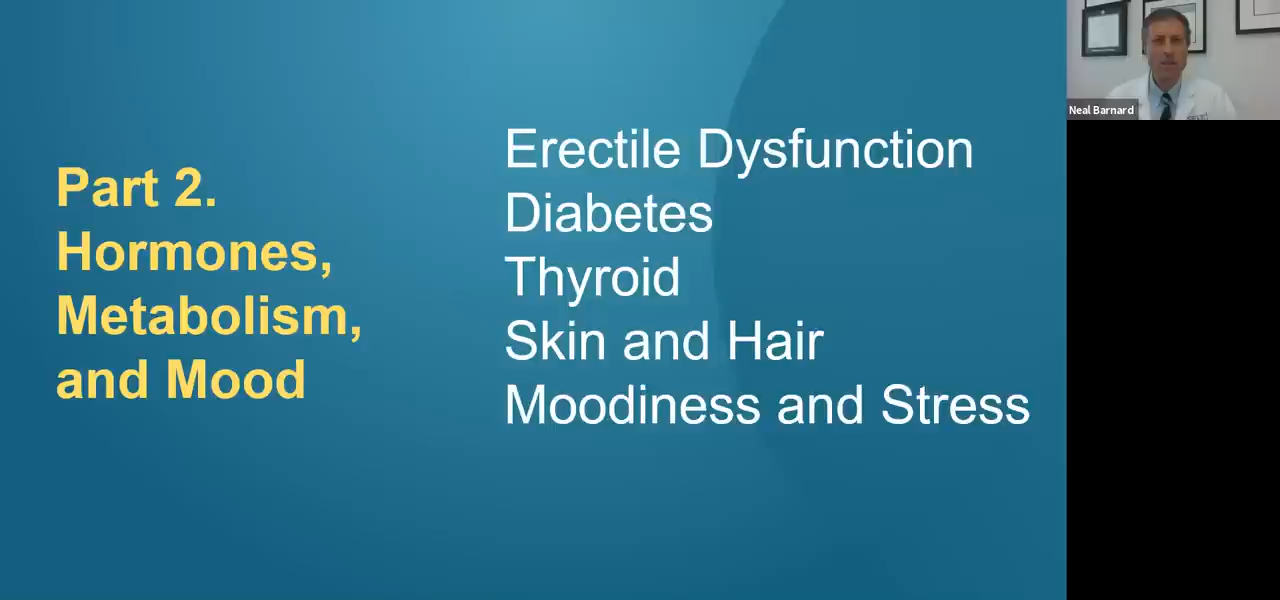 Part 2.
Hormones,
Metabolism,
and Mood
Erectile Dysfunction
Diabetes
Thyroid
Skin and Hair
Moodiness and Stress
Neal Barnard